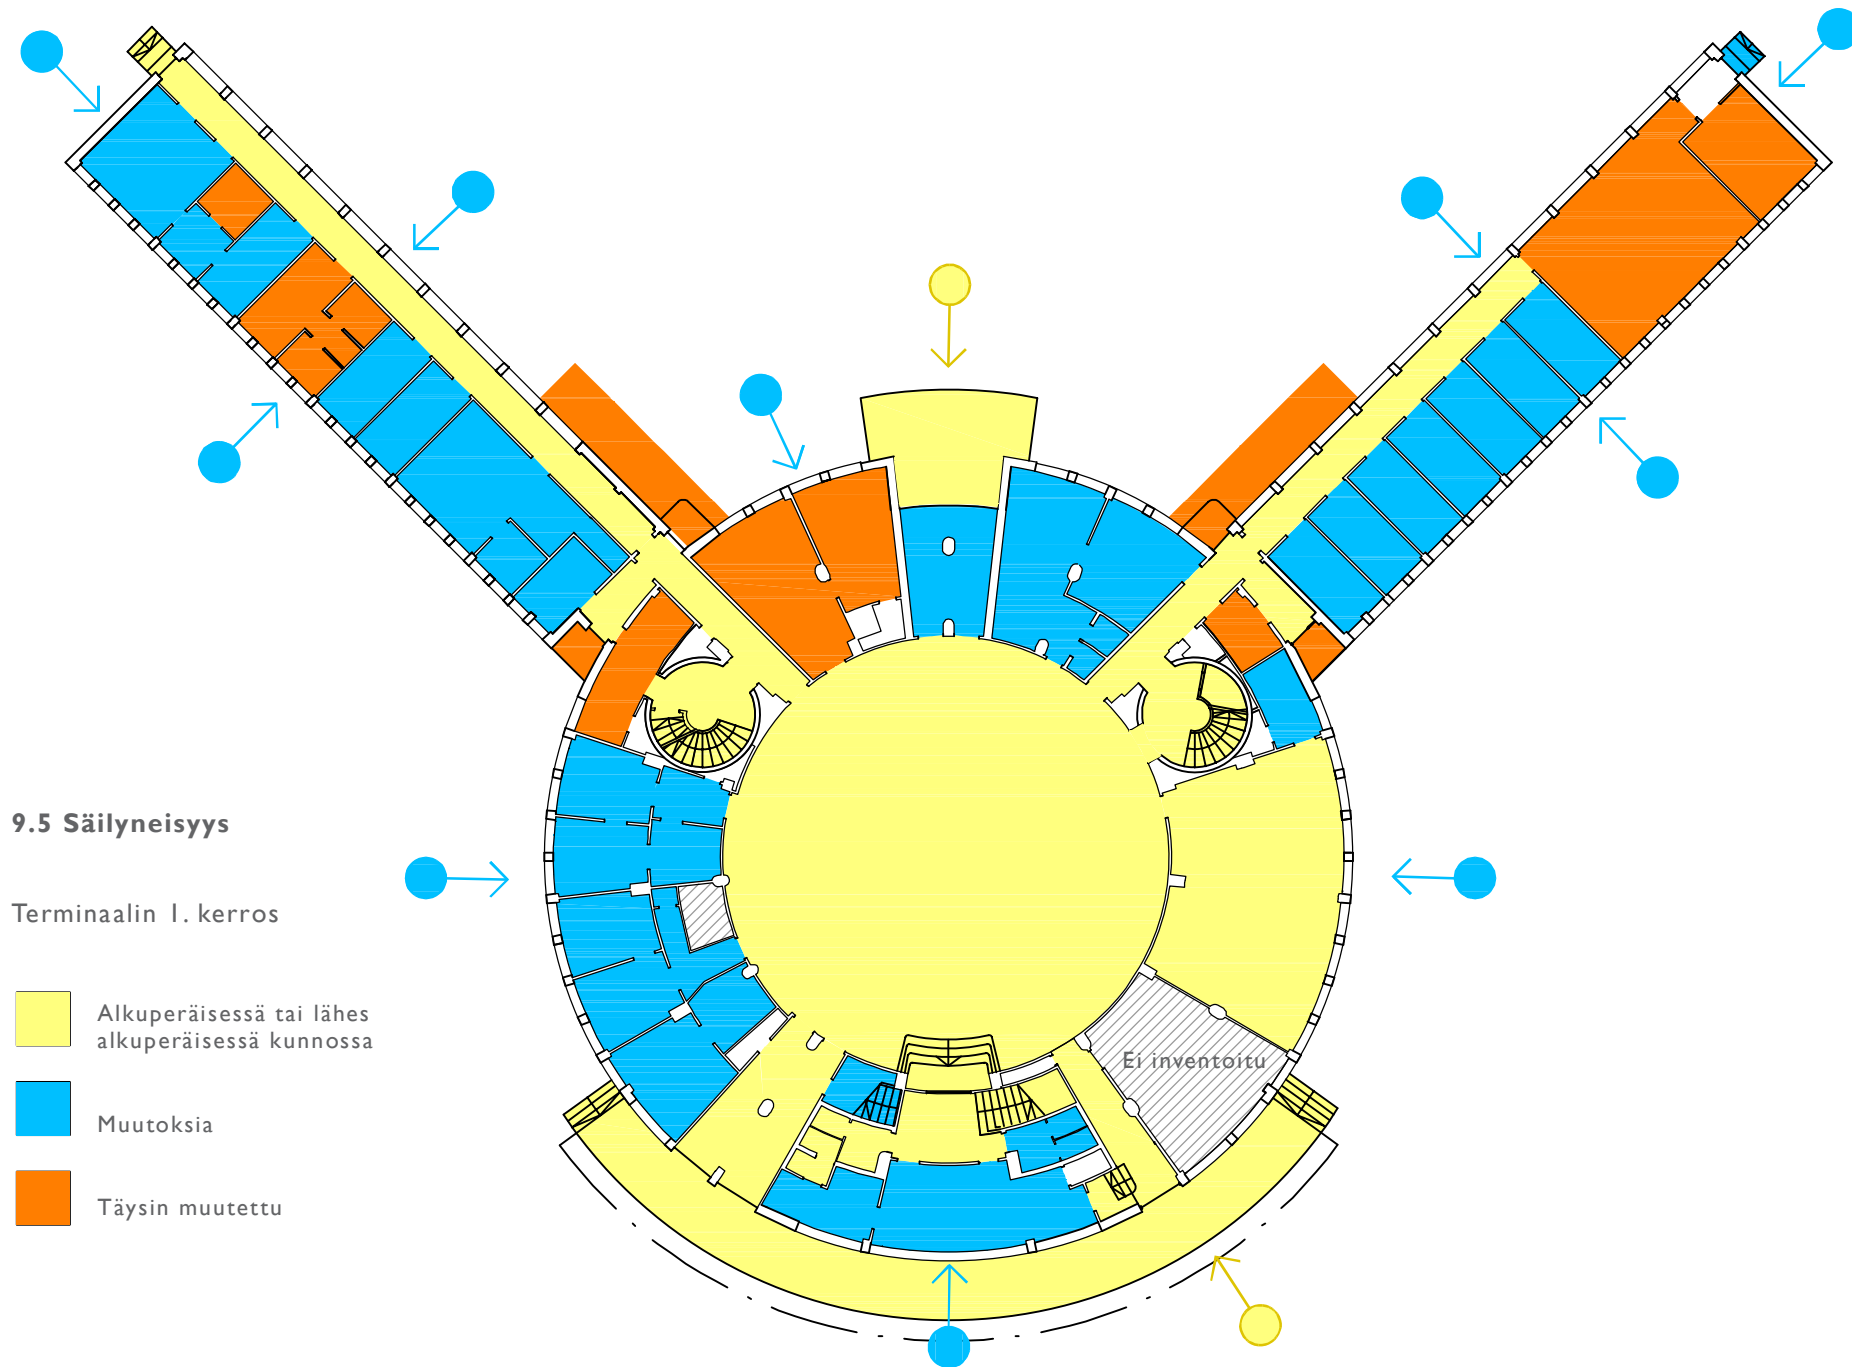 9.5 Säilyneisyys
Terminaalin 1. kerros
Alkuperäisessä tai lähes
alkuperäisessä kunnossa
Muutoksia
Täysin muutettu
Ei inventoitu